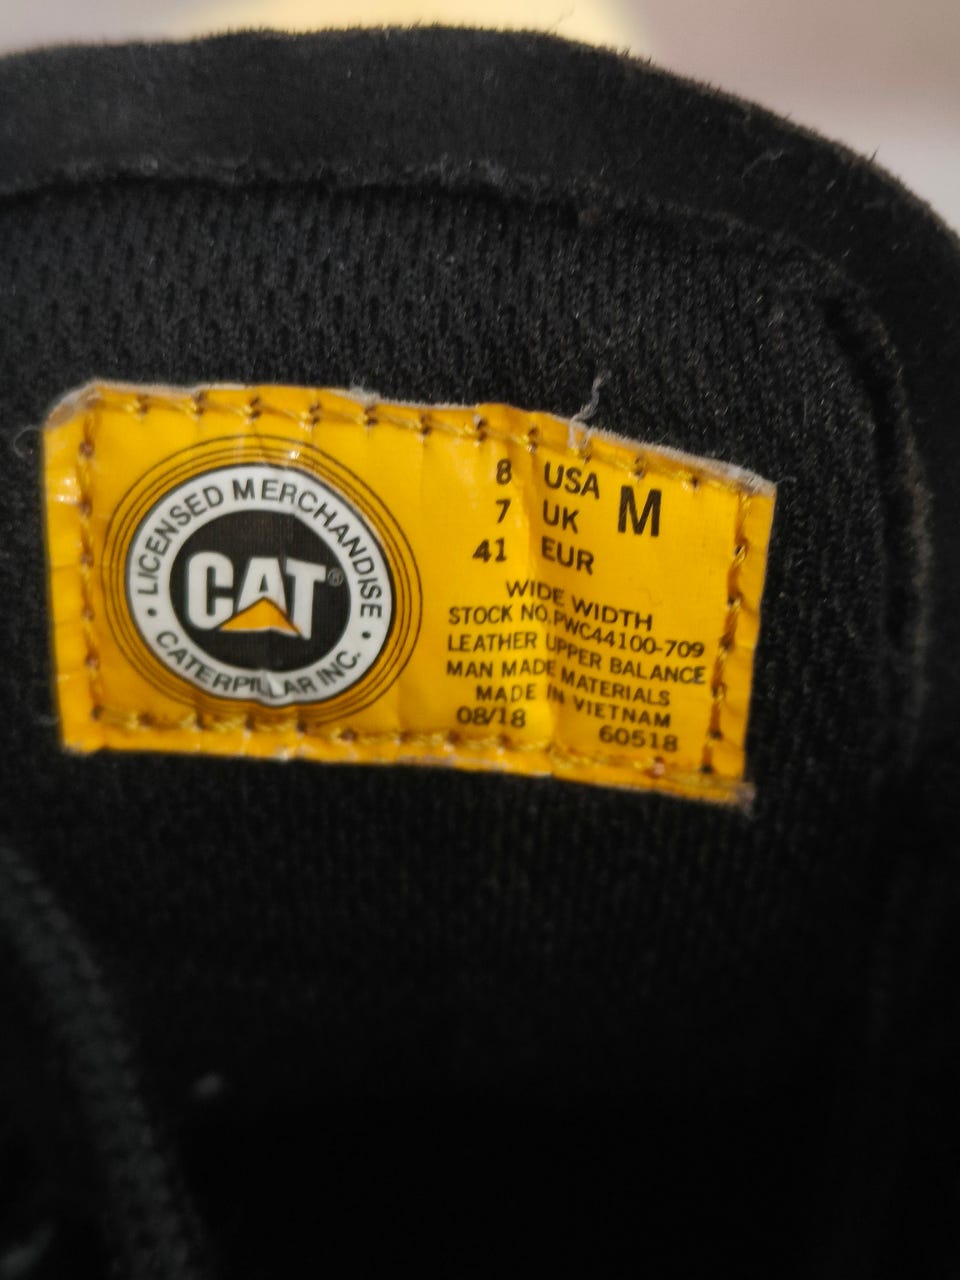 LICENSED MERCHANDISE
CAT®
• CATERPILLAR INC. •
8 USA M
7 UK
41 EUR
WIDE WIDTH
STOCK NO.PWC44100-709
LEATHER UPPER BALANCE
MAN MADE MATERIALS
MADE IN VIETNAM
08/18 60518